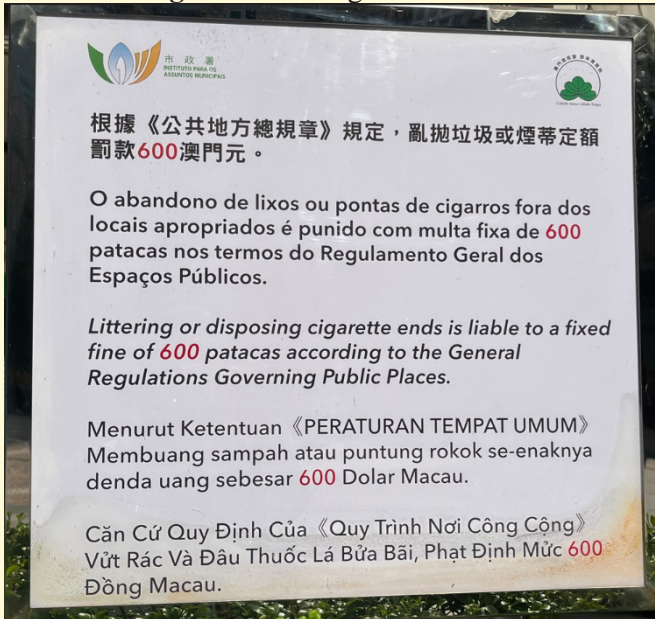 市政署
INSTITUTO PARA OS
ASSUNTOS MUNICIPAIS
根據《公共地方總規章》規定，亂拋垃圾或煙蒂定額
罰款600澳門元。
O abandono de lixos ou pontas de cigarros fora dos
locais apropriados é punido com multa fixa de 600
patacas nos termos do Regulamento Geral dos
Espaços Públicos.
Littering or disposing cigarette ends is liable to a fixed
fine of 600 patacas according to the General
Regulations Governing Public Places.
Menurut Ketentuan《PERATURAN TEMPAT UMUM》
Membuang sampah atau puntung rokok se-enaknya
denda uang sebesar 600 Dolar Macau.
Căn Cứ Quy Định Của《Quy Trình Nơi Công Cộng》
Vứt Rác Và Đâu Thuốc Lá Bửa Bãi, Phạt Định Mức 600
Đồng Macau.